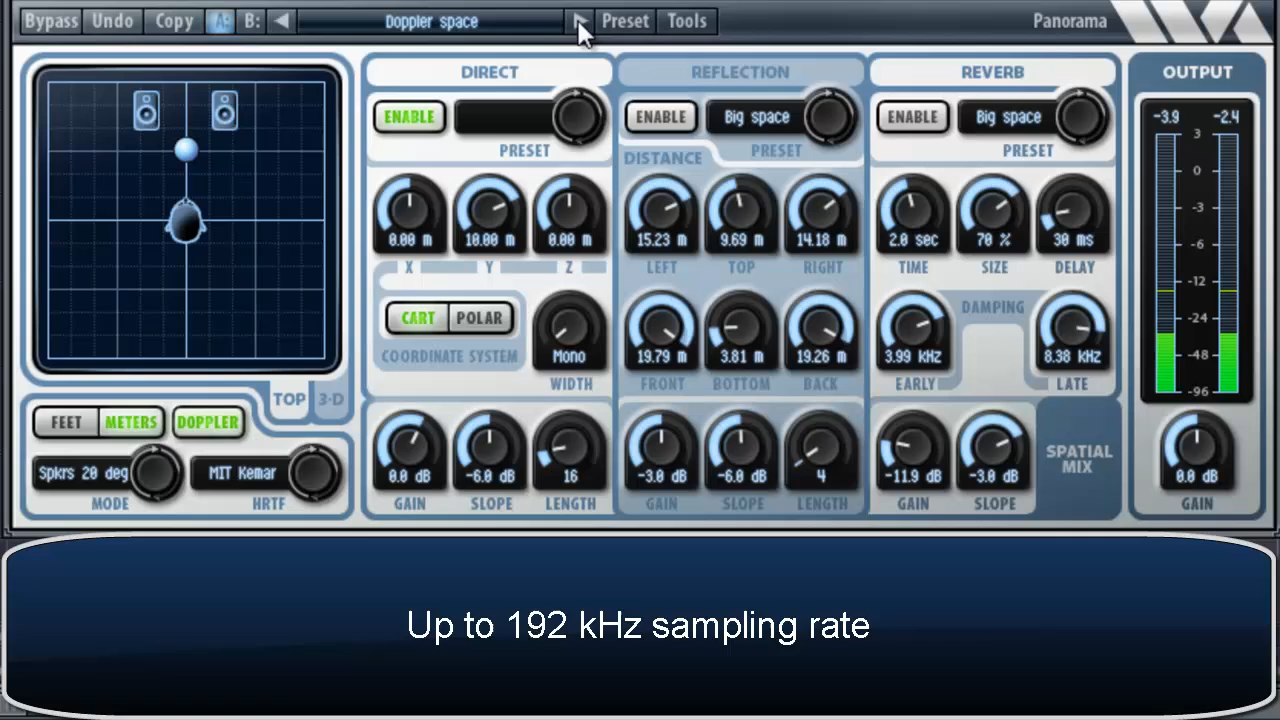 Bypass Undo Copy A: B: Doppler space Preset Tools Panorama
DIRECT REFLECTION REVERB OUTPUT
ENABLE PRESET
ENABLE Big space PRESET
ENABLE Big space PRESET
DISTANCE
-3.9 -2.4
3
0
-3
-6
-12
-24
-48
-96
0.00 m 10.00 m 0.00 m
X Y Z
15.23 m 9.69 m 14.18 m
LEFT TOP RIGHT
2.0 sec 70 % 30 ms
TIME SIZE DELAY
CART POLAR
COORDINATE SYSTEM
Mono
WIDTH
19.79 m 3.81 m 19.26 m
FRONT BOTTOM BACK
DAMPING
3.99 kHz 8.38 kHz
EARLY LATE
TOP 3-D
FEET METERS DOPPLER
Spkrs 20 deg MIT Kemar
MODE HRTF
0.0 dB -6.0 dB 16
GAIN SLOPE LENGTH
-3.0 dB -6.0 dB 4
GAIN SLOPE LENGTH
-11.9 dB -3.0 dB
GAIN SLOPE
SPATIAL
MIX
0.0 dB
GAIN
Up to 192 kHz sampling rate